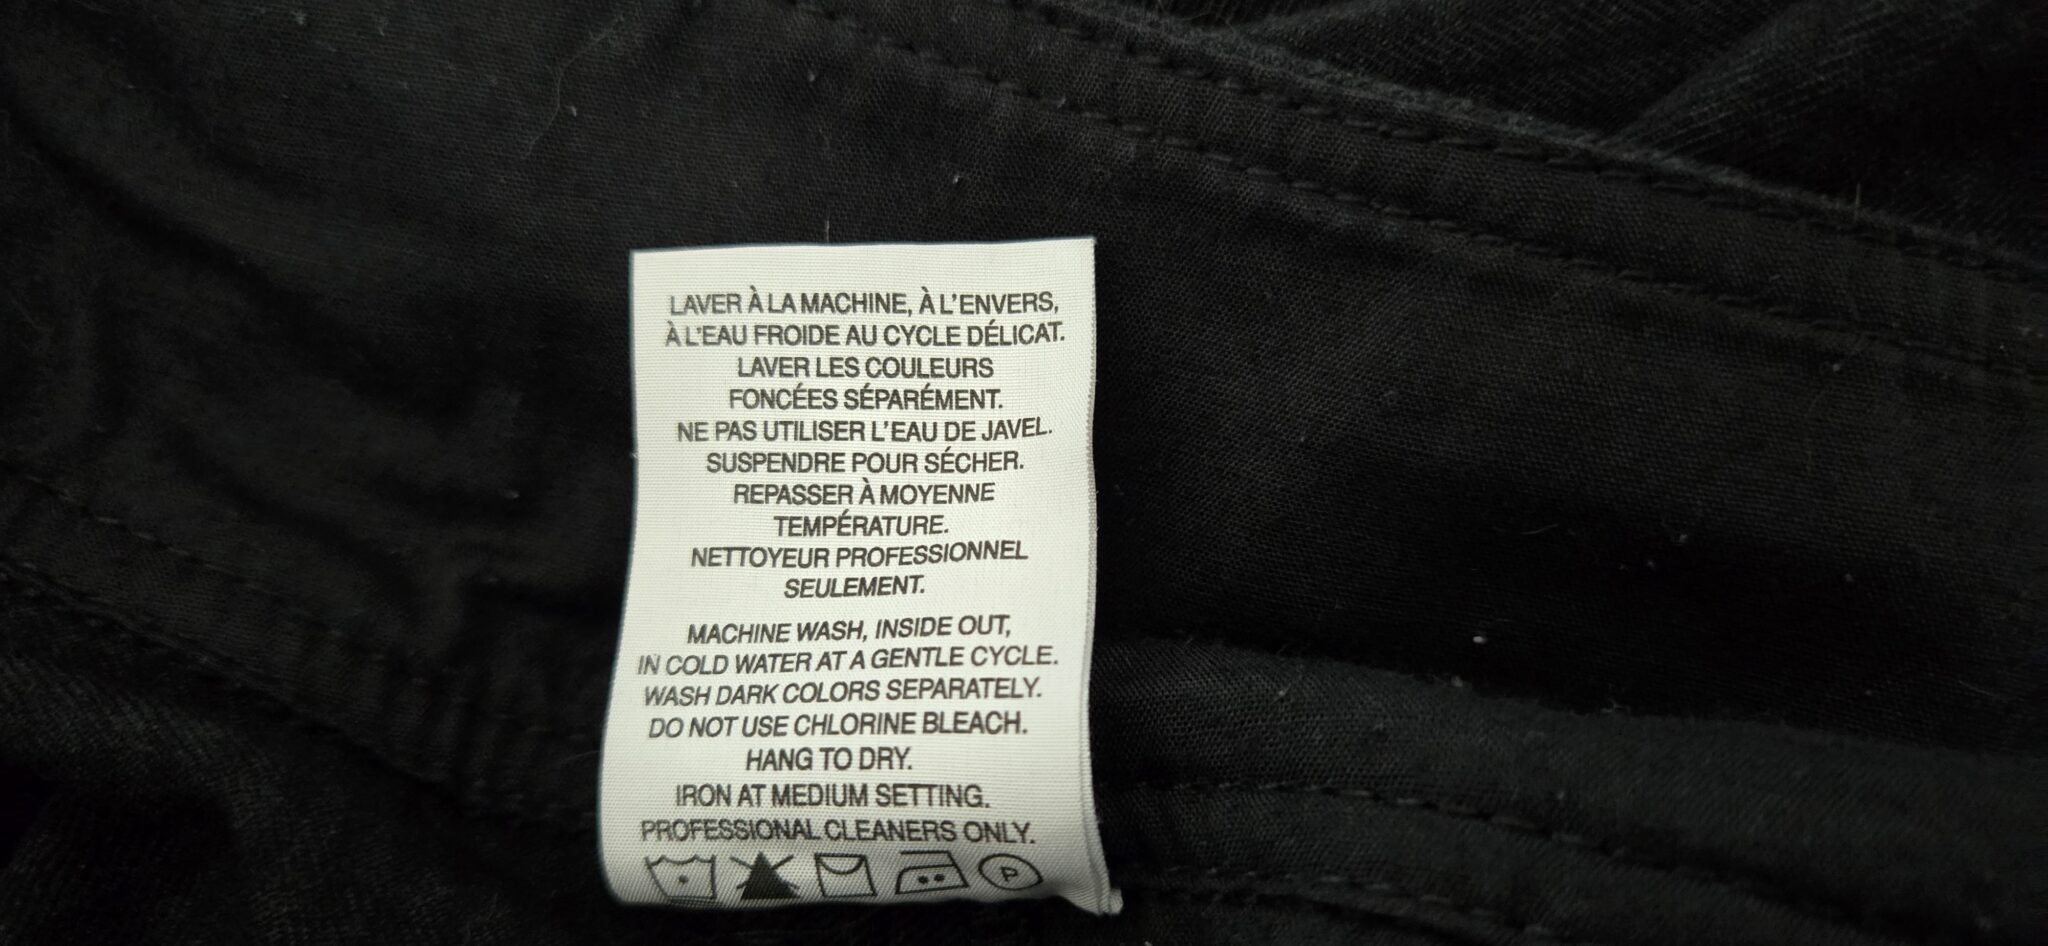 LAVER À LA MACHINE, À L'ENVERS,
À L'EAU FROIDE AU CYCLE DÉLICAT.
LAVER LES COULEURS
FONCÉES SÉPARÉMENT.
NE PAS UTILISER L'EAU DE JAVEL.
SUSPENDRE POUR SÉCHER.
REPASSER À MOYENNE
TEMPÉRATURE.
NETTOYEUR PROFESSIONNEL
SEULEMENT.
MACHINE WASH, INSIDE OUT,
IN COLD WATER AT A GENTLE CYCLE.
WASH DARK COLORS SEPARATELY.
DO NOT USE CHLORINE BLEACH.
HANG TO DRY.
IRON AT MEDIUM SETTING.
PROFESSIONAL CLEANERS ONLY.
P